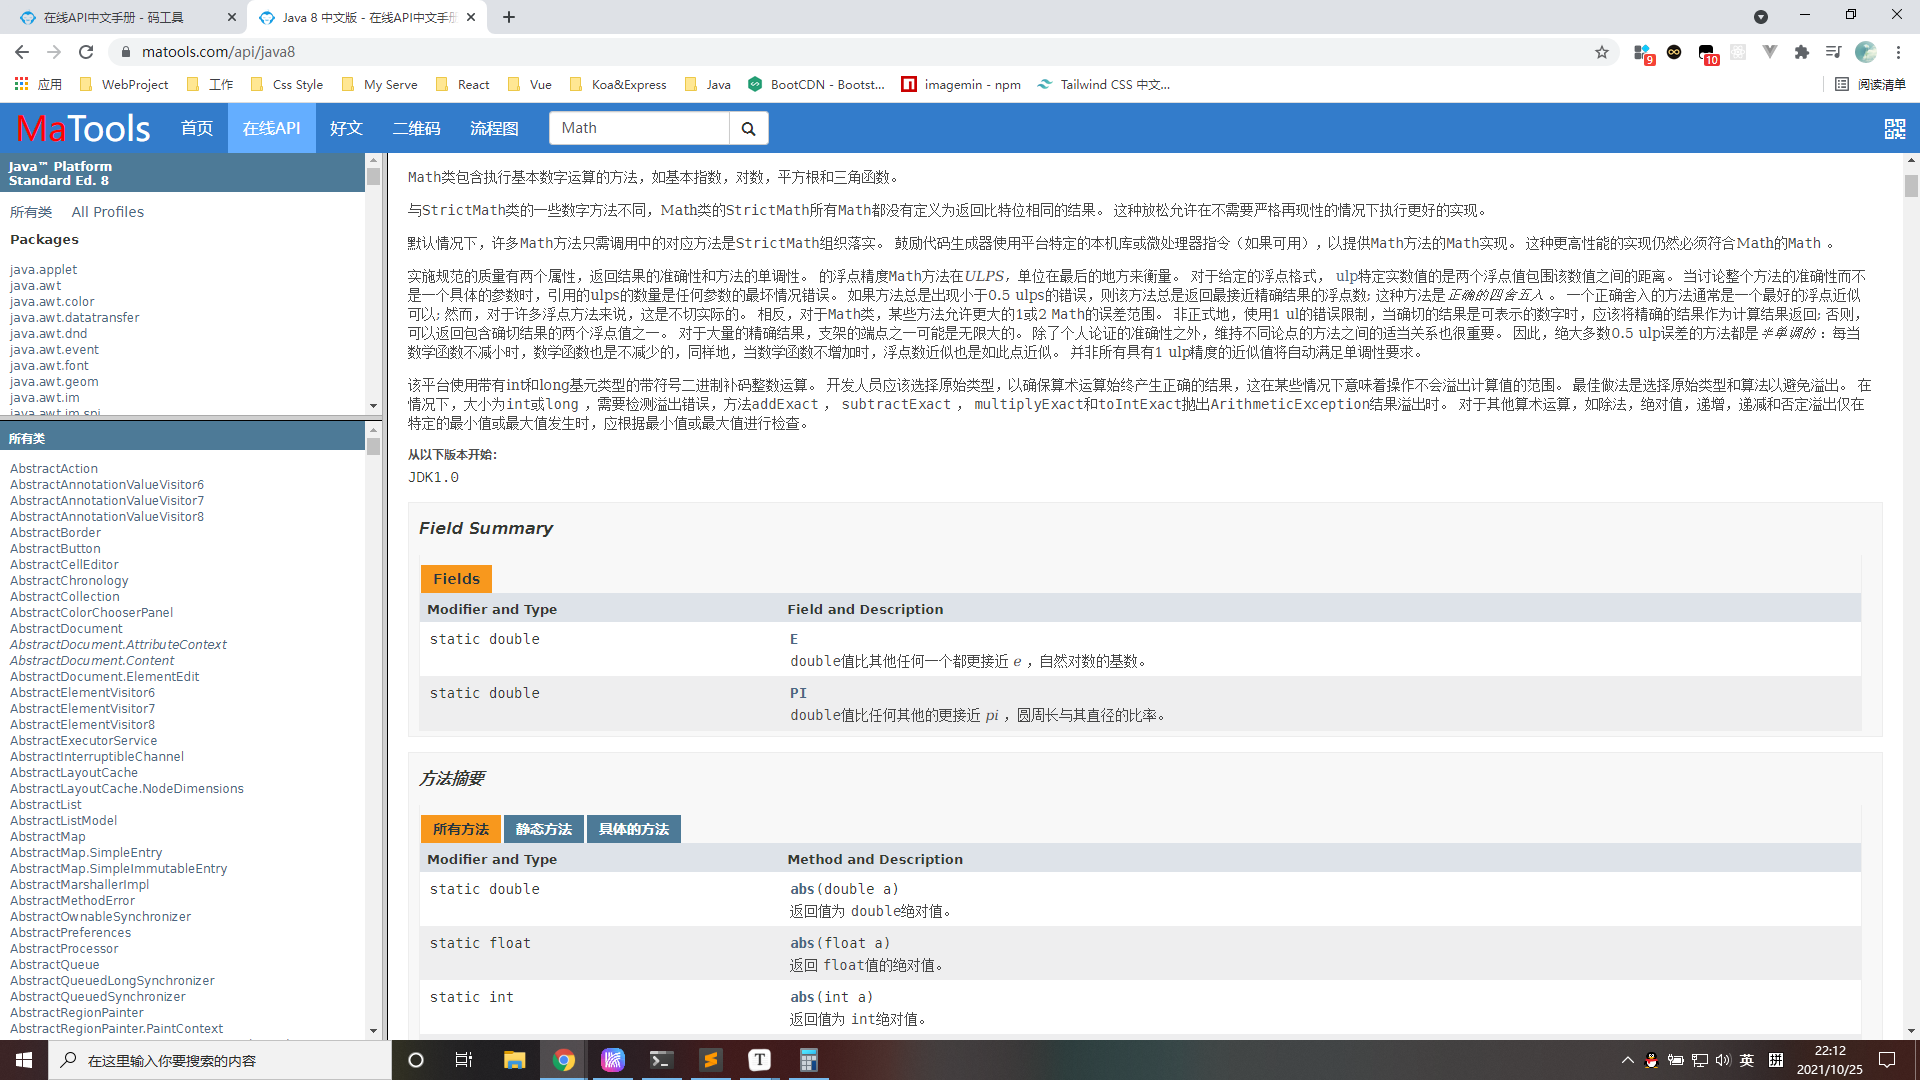 在线API中文手册 - 码工具
Java 8 中文版 - 在线API中文手册
matools.com/api/java8
9
10
应用
WebProject
工作
Css Style
My Serve
React
Vue
Koa&Express
Java
BootCDN - Bootst...
imagemin - npm
Tailwind CSS 中文...
阅读清单
MaTools
首页
在线API
好文
二维码
流程图
Math
Java™ Platform
Standard Ed. 8
所有类
All Profiles
Packages
java.applet
java.awt
java.awt.color
java.awt.datatransfer
java.awt.dnd
java.awt.event
java.awt.font
java.awt.geom
java.awt.im
java.awt.im.spi
所有类
AbstractAction
AbstractAnnotationValueVisitor6
AbstractAnnotationValueVisitor7
AbstractAnnotationValueVisitor8
AbstractBorder
AbstractButton
AbstractCellEditor
AbstractChronology
AbstractCollection
AbstractColorChooserPanel
AbstractDocument
AbstractDocument.AttributeContext
AbstractDocument.Content
AbstractDocument.ElementEdit
AbstractElementVisitor6
AbstractElementVisitor7
AbstractElementVisitor8
AbstractExecutorService
AbstractInterruptibleChannel
AbstractLayoutCache
AbstractLayoutCache.NodeDimensions
AbstractList
AbstractListModel
AbstractMap
AbstractMap.SimpleEntry
AbstractMap.SimpleImmutableEntry
AbstractMarshallerImpl
AbstractMethodError
AbstractOwnableSynchronizer
AbstractPreferences
AbstractProcessor
AbstractQueue
AbstractQueuedLongSynchronizer
AbstractQueuedSynchronizer
AbstractRegionPainter
AbstractRegionPainter.PaintContext
Math类包含执行基本数字运算的方法，如基本指数，对数，平方根和三角函数。
与StrictMath类的一些数字方法不同，Math类的StrictMath所有Math都没有定义为返回比特位相同的结果。 这种放松允许在不需要严格再现性的情况下执行更好的实现。
默认情况下，许多Math方法只需调用中的对应方法是StrictMath组织落实。 鼓励代码生成器使用平台特定的本机库或微处理器指令（如果可用），以提供Math方法的Math实现。 这种更高性能的实现仍然必须符合Math的Math 。
实施规范的质量有两个属性，返回结果的准确性和方法的单调性。 的浮点精度Math方法在ULPS，单位在最后的地方来衡量。 对于给定的浮点格式， ulp特定实数值的是两个浮点值包围该数值之间的距离。 当讨论整个方法的准确性而不
是一个具体的参数时，引用的ulps的数量是任何参数的最坏情况错误。 如果方法总是出现小于0.5 ulps的错误，则该方法总是返回最接近精确结果的浮点数; 这种方法是正确的四舍五入 。 一个正确舍入的方法通常是一个最好的浮点近似
可以; 然而，对于许多浮点方法来说，这是不切实际的。 相反，对于Math类，某些方法允许更大的1或2 Math的误差范围。 非正式地，使用1 ul的错误限制，当确切的结果是可表示的数字时，应该将精确的结果作为计算结果返回; 否则，
可以返回包含确切结果的两个浮点值之一。 对于大量的精确结果，支架的端点之一可能是无限大的。 除了个人论证的准确性之外，维持不同论点的方法之间的适当关系也很重要。 因此，绝大多数0.5 ulp误差的方法都是半单调的 ：每当
数学函数不减小时，数学函数也是不减少的，同样地，当数学函数不增加时，浮点数近似也是如此点近似。 并非所有具有1 ulp精度的近似值将自动满足单调性要求。
该平台使用带有int和long基元类型的带符号二进制补码整数运算。 开发人员应该选择原始类型，以确保算术运算始终产生正确的结果，这在某些情况下意味着操作不会溢出计算值的范围。 最佳做法是选择原始类型和算法以避免溢出。 在
情况下，大小为int或long ，需要检测溢出错误，方法addExact ， subtractExact ， multiplyExact和toIntExact抛出ArithmeticException结果溢出时。 对于其他算术运算，如除法，绝对值，递增，递减和否定溢出仅在
特定的最小值或最大值发生时，应根据最小值或最大值进行检查。
从以下版本开始：
JDK1.0
Field Summary
Fields
Modifier and Type
Field and Description
static double
E
double值比其他任何一个都更接近 e ，自然对数的基数。
static double
PI
double值比任何其他的更接近 pi ，圆周长与其直径的比率。
方法摘要
所有方法
静态方法
具体的方法
Modifier and Type
Method and Description
static double
abs(double a)
返回值为 double绝对值。
static float
abs(float a)
返回 float值的绝对值。
static int
abs(int a)
返回值为 int绝对值。
在这里输入你要搜索的内容
T
英
拼
22:12
2021/10/25